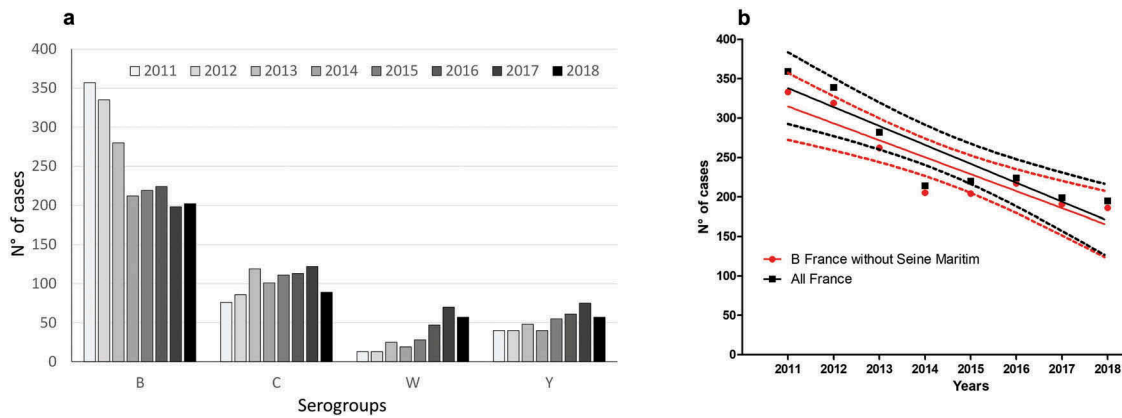 a
400
350
300
250
200
150
100
50
0
N° of cases
2011 2012 2013 2014 2015 2016 2017 2018
B C W Y
Serogroups
b
400
350
300
250
200
150
100
50
0
N° of cases
B France without Seine Maritim
All France
2011 2012 2013 2014 2015 2016 2017 2018
Years